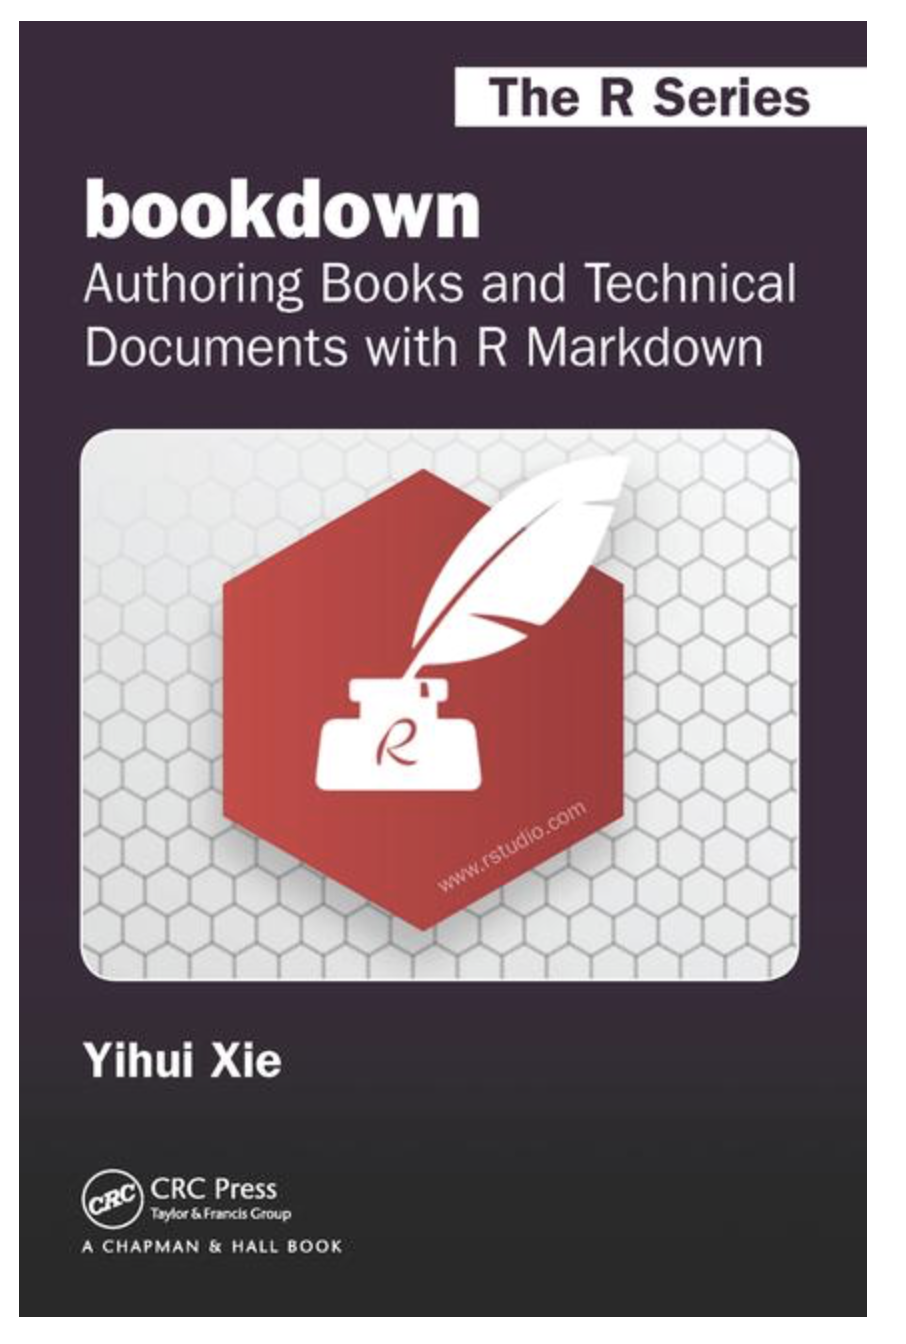 The R Series
bookdown
Authoring Books and Technical
Documents with R Markdown
R
www.rstudio.com
Yihui Xie
CRC CRC Press
Taylor & Francis Group
A CHAPMAN & HALL BOOK